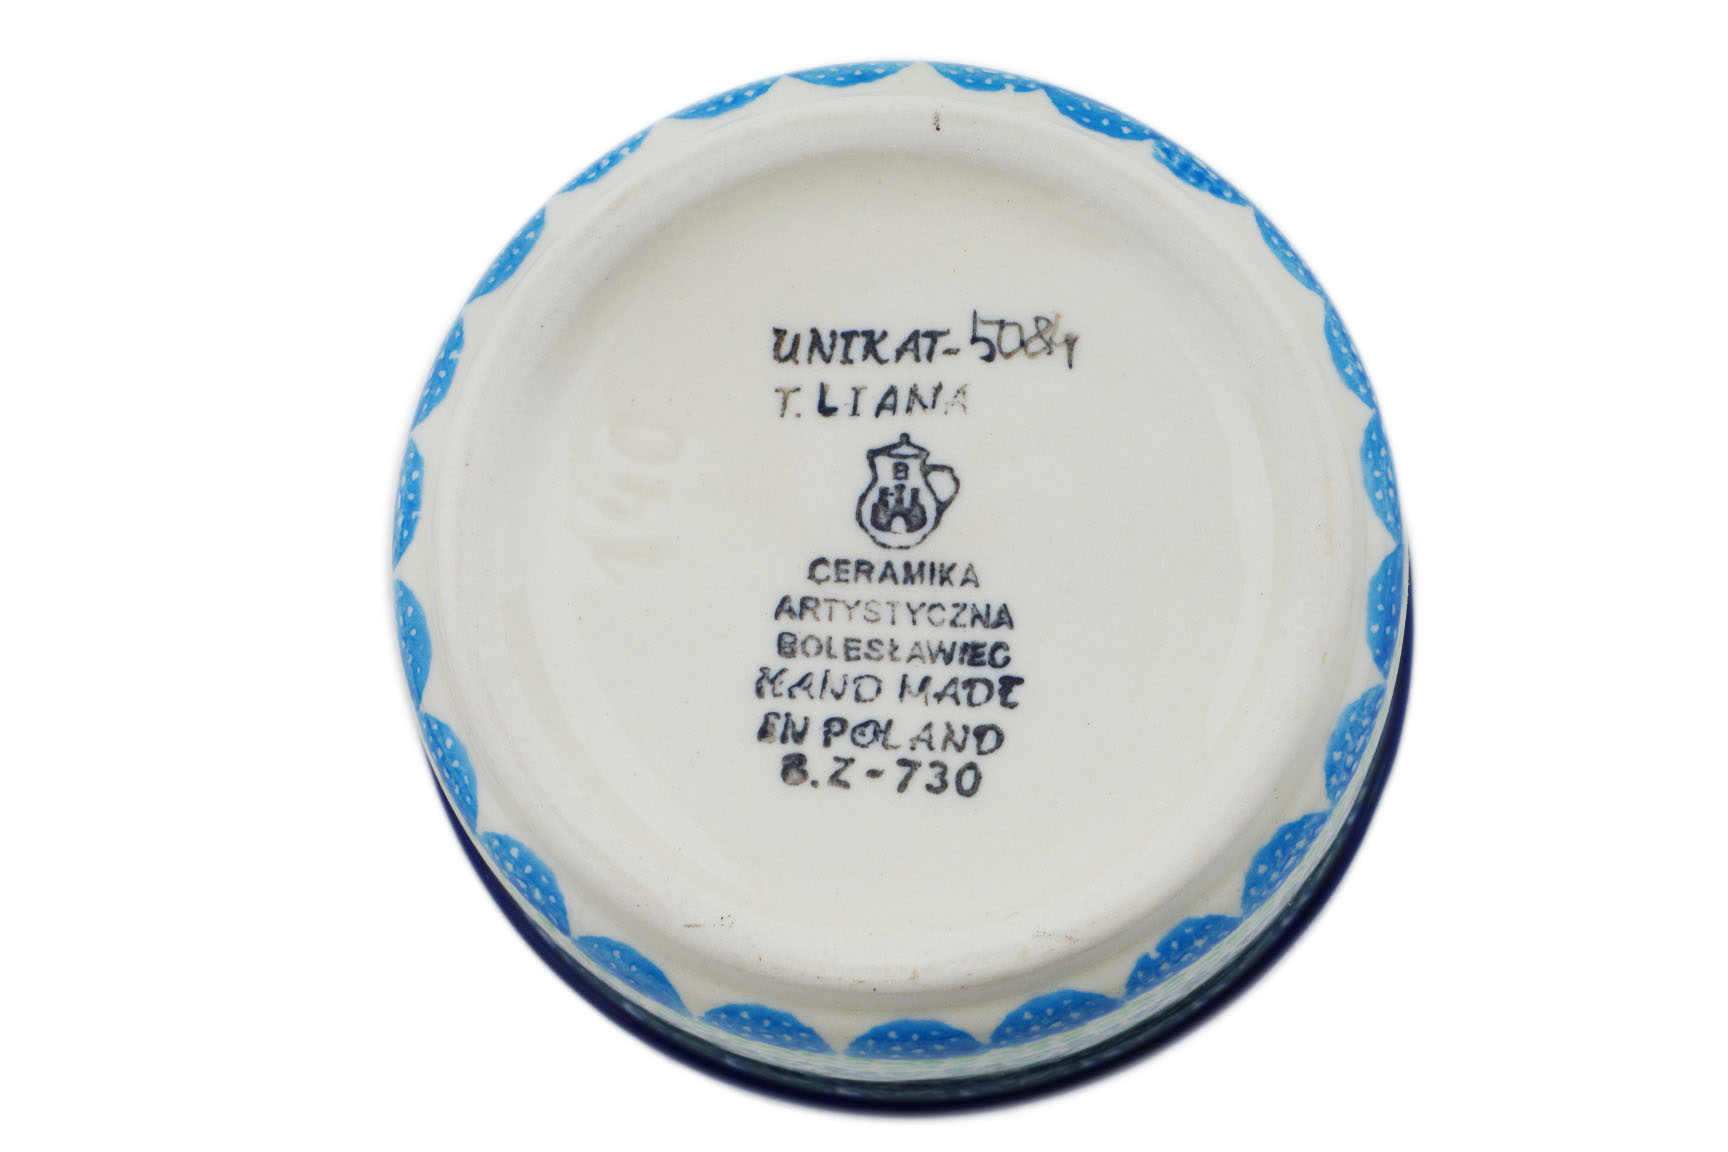 UNIKAT-5084
T. LIANA
B
CERAMIKA
ARTYSTYCZNA
BOLESŁAWIEC
HAND MADE
IN POLAND
B.Z-730